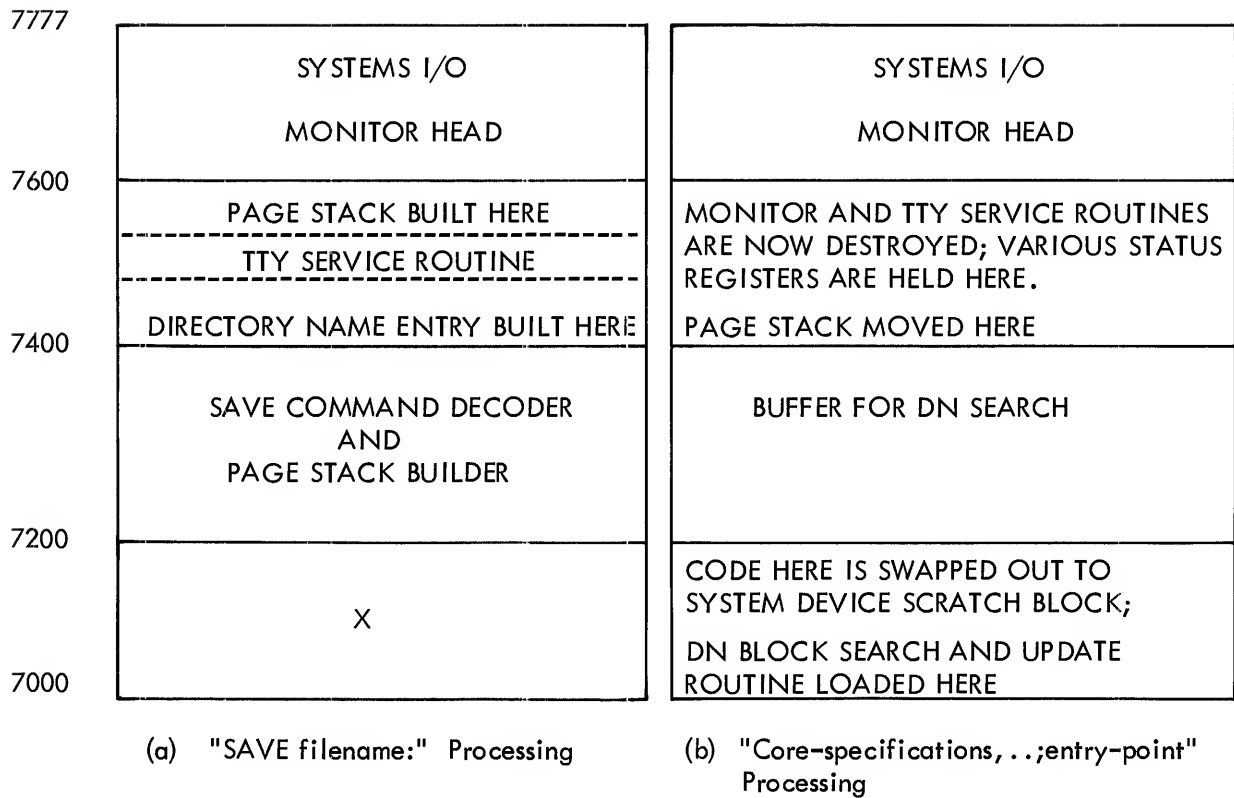 7777
SYSTEMS I/O
MONITOR HEAD
7600
PAGE STACK BUILT HERE
TTY SERVICE ROUTINE
DIRECTORY NAME ENTRY BUILT HERE
7400
SAVE COMMAND DECODER
AND
PAGE STACK BUILDER
7200
X
7000
(a) "SAVE filename:" Processing
SYSTEMS I/O
MONITOR HEAD
MONITOR AND TTY SERVICE ROUTINES
ARE NOW DESTROYED; VARIOUS STATUS
REGISTERS ARE HELD HERE.
PAGE STACK MOVED HERE
BUFFER FOR DN SEARCH
CODE HERE IS SWAPPED OUT TO
SYSTEM DEVICE SCRATCH BLOCK;
DN BLOCK SEARCH AND UPDATE
ROUTINE LOADED HERE
(b) "Core-specifications,..;entry-point"
Processing